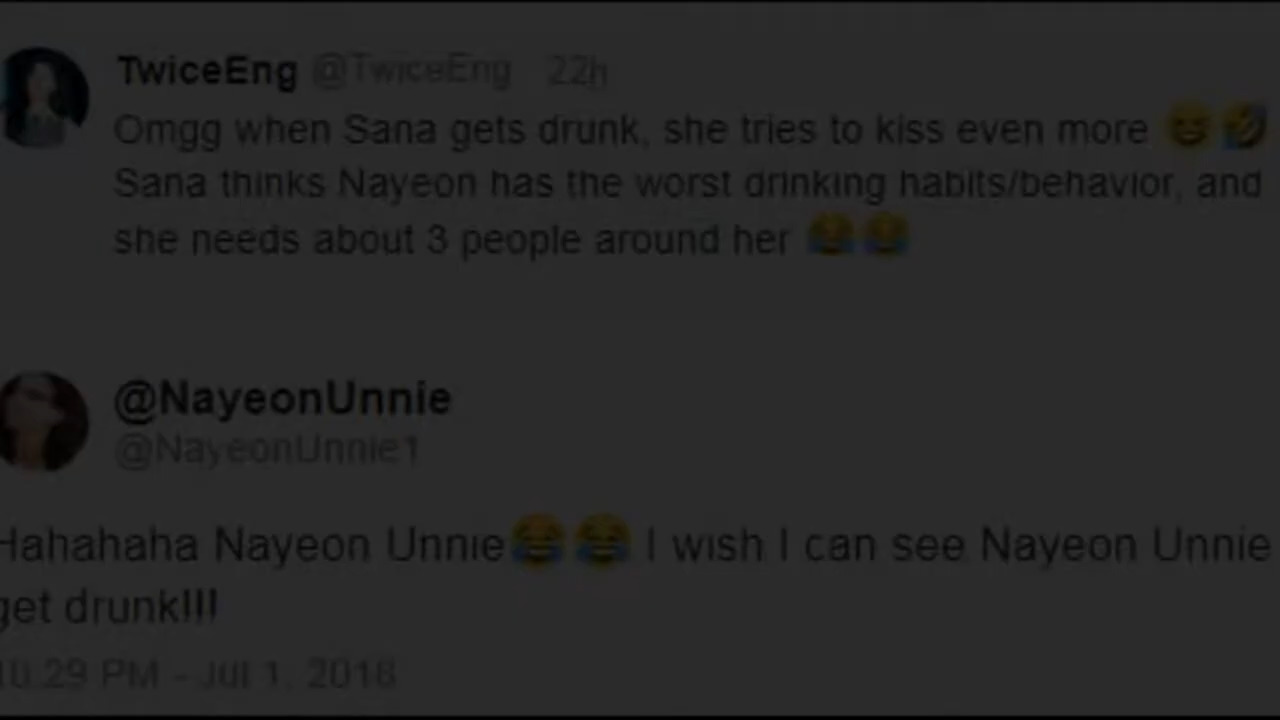 TwiceEng @TwiceEng 22h
Omgg when Sana gets drunk, she tries to kiss even more 😄🤣
Sana thinks Nayeon has the worst drinking habits/behavior, and
she needs about 3 people around her 😂😂
@NayeonUnnie
@NayeonUnnie1
Hahahaha Nayeon Unnie😂😂 I wish I can see Nayeon Unnie
get drunk!!!
10:29 PM - Jul 1, 2018